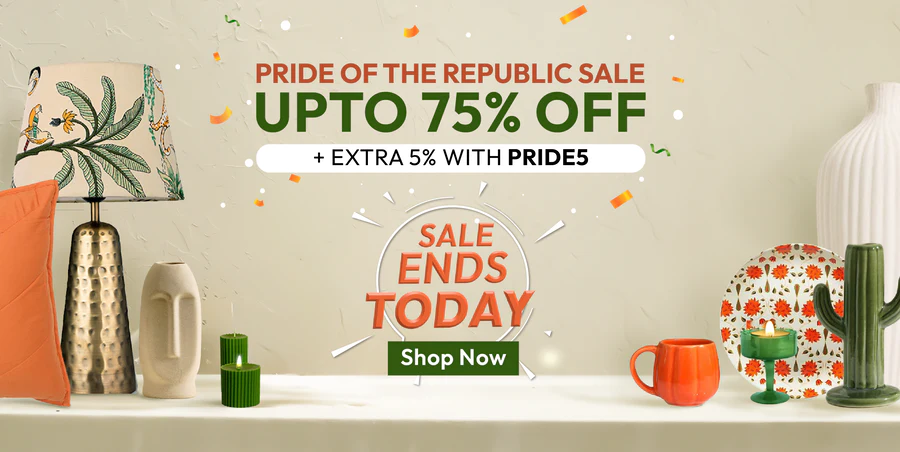 PRIDE OF THE REPUBLIC SALE
UPTO 75% OFF
+ EXTRA 5% WITH PRIDE5
SALE
ENDS
TODAY
Shop Now